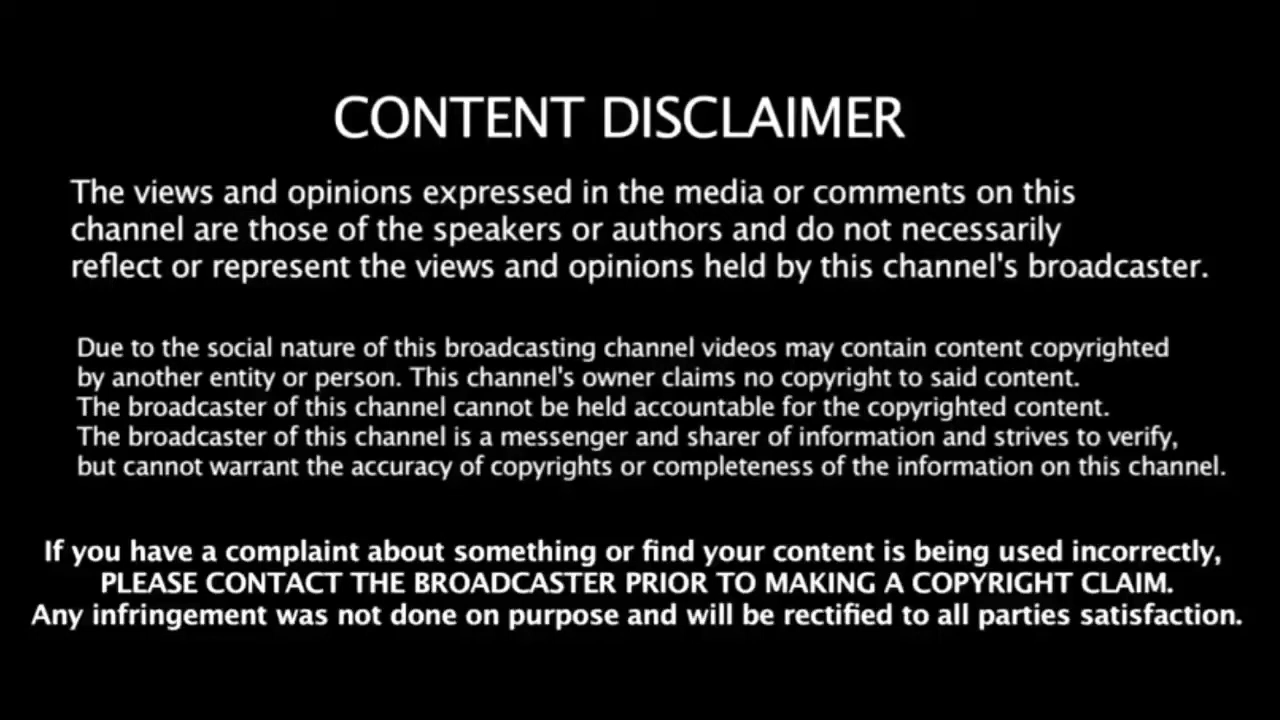 CONTENT DISCLAIMER
The views and opinions expressed in the media or comments on this
channel are those of the speakers or authors and do not necessarily
reflect or represent the views and opinions held by this channel's broadcaster.
Due to the social nature of this broadcasting channel videos may contain content copyrighted
by another entity or person. This channel's owner claims no copyright to said content.
The broadcaster of this channel cannot be held accountable for the copyrighted content.
The broadcaster of this channel is a messenger and sharer of information and strives to verify,
but cannot warrant the accuracy of copyrights or completeness of the information on this channel.
If you have a complaint about something or find your content is being used incorrectly,
PLEASE CONTACT THE BROADCASTER PRIOR TO MAKING A COPYRIGHT CLAIM.
Any infringement was not done on purpose and will be rectified to all parties satisfaction.